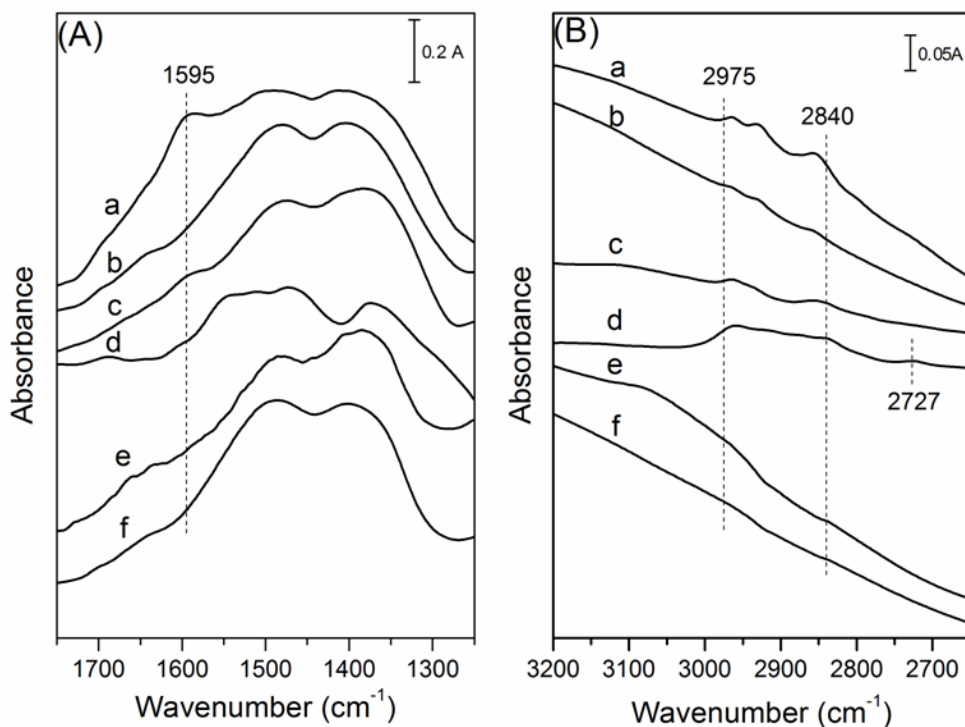 (A)
0.2 A
1595
a
b
c
d
e
f
Absorbance
1700 1600 1500 1400 1300
Wavenumber (cm⁻¹)
(B)
0.05A
2975
2840
a
b
c
d
2727
e
f
Absorbance
3200 3100 3000 2900 2800 2700
Wavenumber (cm⁻¹)